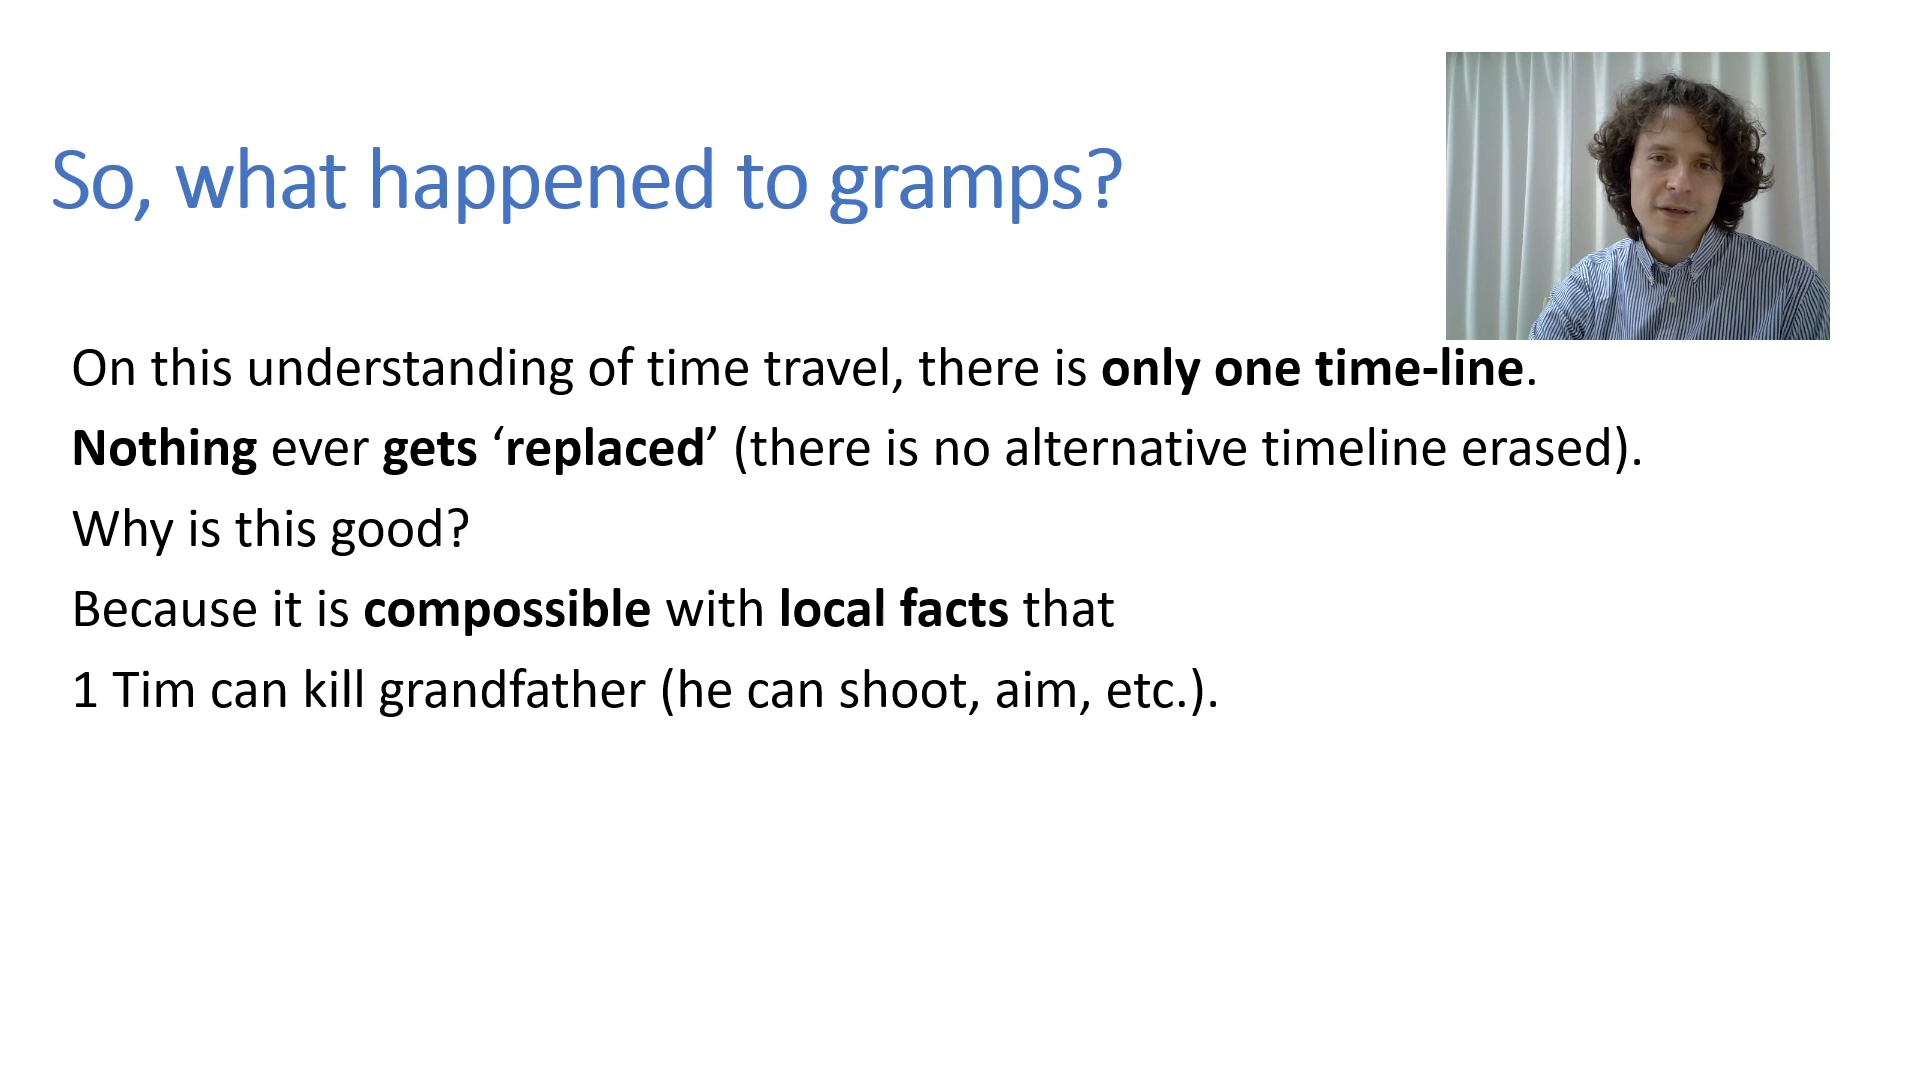 So, what happened to gramps?
On this understanding of time travel, there is only one time-line.
Nothing ever gets ‘replaced’ (there is no alternative timeline erased).
Why is this good?
Because it is compossible with local facts that
1 Tim can kill grandfather (he can shoot, aim, etc.).